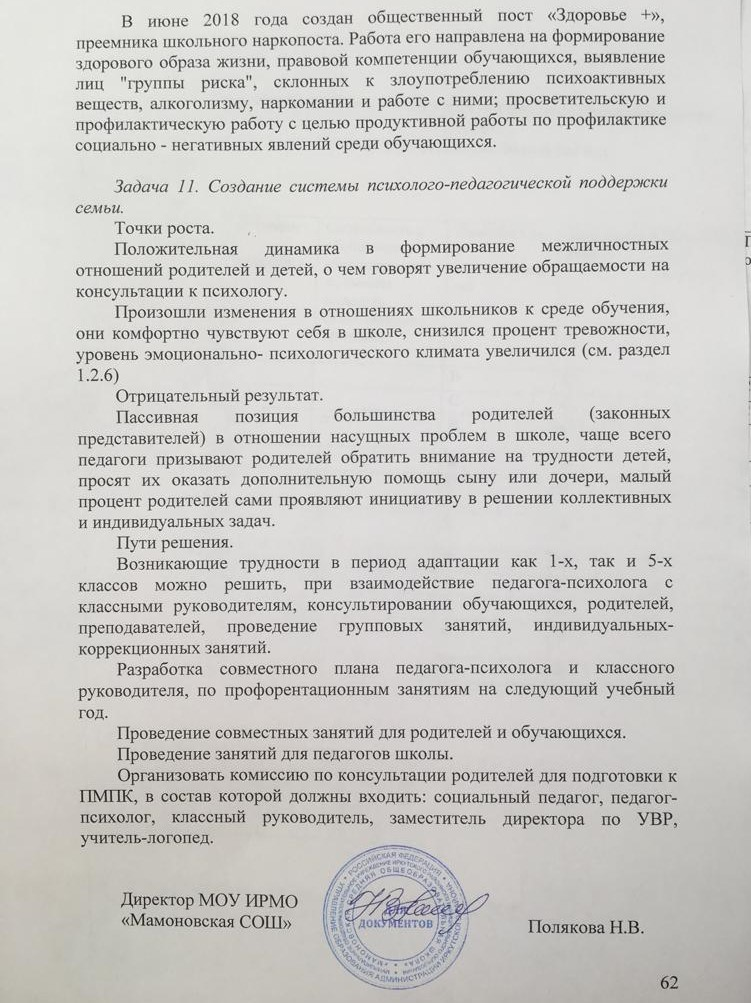 В июне 2018 года создан общественный пост «Здоровье +»,
преемника школьного наркопоста. Работа его направлена на формирование
здорового образа жизни, правовой компетенции обучающихся, выявление
лиц "группы риска", склонных к злоупотреблению психоактивных
веществ, алкоголизму, наркомании и работе с ними; просветительскую и
профилактическую работу с целью продуктивной работы по профилактике
социально - негативных явлений среди обучающихся.
Задача 11. Создание системы психолого-педагогической поддержки
семьи.
Точки роста.
Положительная динамика в формирование межличностных
отношений родителей и детей, о чем говорят увеличение обращаемости на
консультации к психологу.
Произошли изменения в отношениях школьников к среде обучения,
они комфортно чувствуют себя в школе, снизился процент тревожности,
уровень эмоционально- психологического климата увеличился (см. раздел
1.2.6)
Отрицательный результат.
Пассивная позиция большинства родителей (законных
представителей) в отношении насущных проблем в школе, чаще всего
педагоги призывают родителей обратить внимание на трудности детей,
просят их оказать дополнительную помощь сыну или дочери, малый
процент родителей сами проявляют инициативу в решении коллективных
и индивидуальных задач.
Пути решения.
Возникающие трудности в период адаптации как 1-х, так и 5-х
классов можно решить, при взаимодействие педагога-психолога с
классными руководителям, консультировании обучающихся, родителей,
преподавателей, проведение групповых занятий, индивидуальных-
коррекционных занятий.
Разработка совместного плана педагога-психолога и классного
руководителя, по профорентационным занятиям на следующий учебный
год.
Проведение совместных занятий для родителей и обучающихся.
Проведение занятий для педагогов школы.
Организовать комиссию по консультации родителей для подготовки к
ПМПК, в состав которой должны входить: социальный педагог, педагог-
психолог, классный руководитель, заместитель директора по УВР,
учитель-логопед.
Директор МОУ ИРМО
«Мамоновская СОШ»
РОССИЙСКАЯ ФЕДЕРАЦИЯ
ДОКУМЕНТОВ
Полякова Н.В.
62